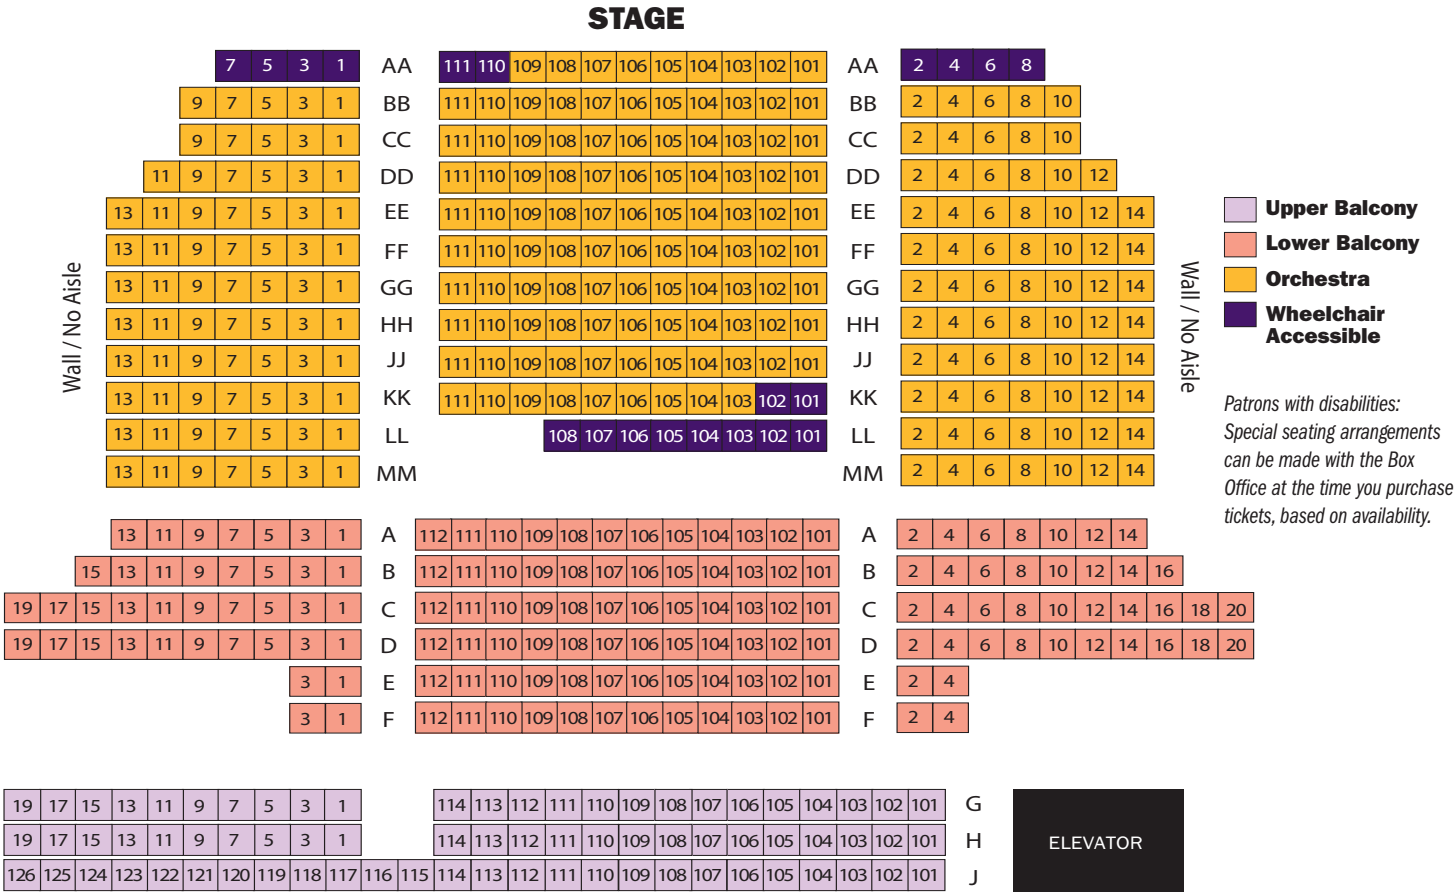 STAGE
7 5 3 1 AA 111 110 109 108 107 106 105 104 103 102 101 AA 2 4 6 8
9 7 5 3 1 BB 111 110 109 108 107 106 105 104 103 102 101 BB 2 4 6 8 10
9 7 5 3 1 CC 111 110 109 108 107 106 105 104 103 102 101 CC 2 4 6 8 10
11 9 7 5 3 1 DD 111 110 109 108 107 106 105 104 103 102 101 DD 2 4 6 8 10 12
13 11 9 7 5 3 1 EE 111 110 109 108 107 106 105 104 103 102 101 EE 2 4 6 8 10 12 14
13 11 9 7 5 3 1 FF 111 110 109 108 107 106 105 104 103 102 101 FF 2 4 6 8 10 12 14
13 11 9 7 5 3 1 GG 111 110 109 108 107 106 105 104 103 102 101 GG 2 4 6 8 10 12 14
13 11 9 7 5 3 1 HH 111 110 109 108 107 106 105 104 103 102 101 HH 2 4 6 8 10 12 14
13 11 9 7 5 3 1 JJ 111 110 109 108 107 106 105 104 103 102 101 JJ 2 4 6 8 10 12 14
13 11 9 7 5 3 1 KK 111 110 109 108 107 106 105 104 103 102 101 KK 2 4 6 8 10 12 14
13 11 9 7 5 3 1 LL 108 107 106 105 104 103 102 101 LL 2 4 6 8 10 12 14
13 11 9 7 5 3 1 MM MM 2 4 6 8 10 12 14
Wall / No Aisle
Wall / No Aisle
Upper Balcony
Lower Balcony
Orchestra
Wheelchair
Accessible
Patrons with disabilities:
Special seating arrangements
can be made with the Box
Office at the time you purchase
tickets, based on availability.
13 11 9 7 5 3 1 A 112 111 110 109 108 107 106 105 104 103 102 101 A 2 4 6 8 10 12 14
15 13 11 9 7 5 3 1 B 112 111 110 109 108 107 106 105 104 103 102 101 B 2 4 6 8 10 12 14 16
19 17 15 13 11 9 7 5 3 1 C 112 111 110 109 108 107 106 105 104 103 102 101 C 2 4 6 8 10 12 14 16 18 20
19 17 15 13 11 9 7 5 3 1 D 112 111 110 109 108 107 106 105 104 103 102 101 D 2 4 6 8 10 12 14 16 18 20
3 1 E 112 111 110 109 108 107 106 105 104 103 102 101 E 2 4
3 1 F 112 111 110 109 108 107 106 105 104 103 102 101 F 2 4
19 17 15 13 11 9 7 5 3 1 114 113 112 111 110 109 108 107 106 105 104 103 102 101 G
19 17 15 13 11 9 7 5 3 1 114 113 112 111 110 109 108 107 106 105 104 103 102 101 H
126 125 124 123 122 121 120 119 118 117 116 115 114 113 112 111 110 109 108 107 106 105 104 103 102 101 J
ELEVATOR